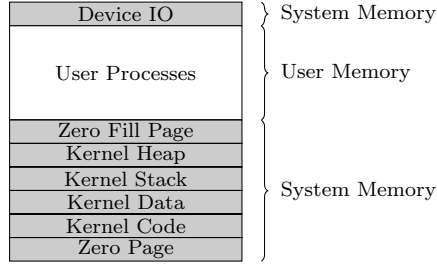 Device IO
System Memory
User Processes
User Memory
Zero Fill Page
Kernel Heap
Kernel Stack
System Memory
Kernel Data
Kernel Code
Zero Page